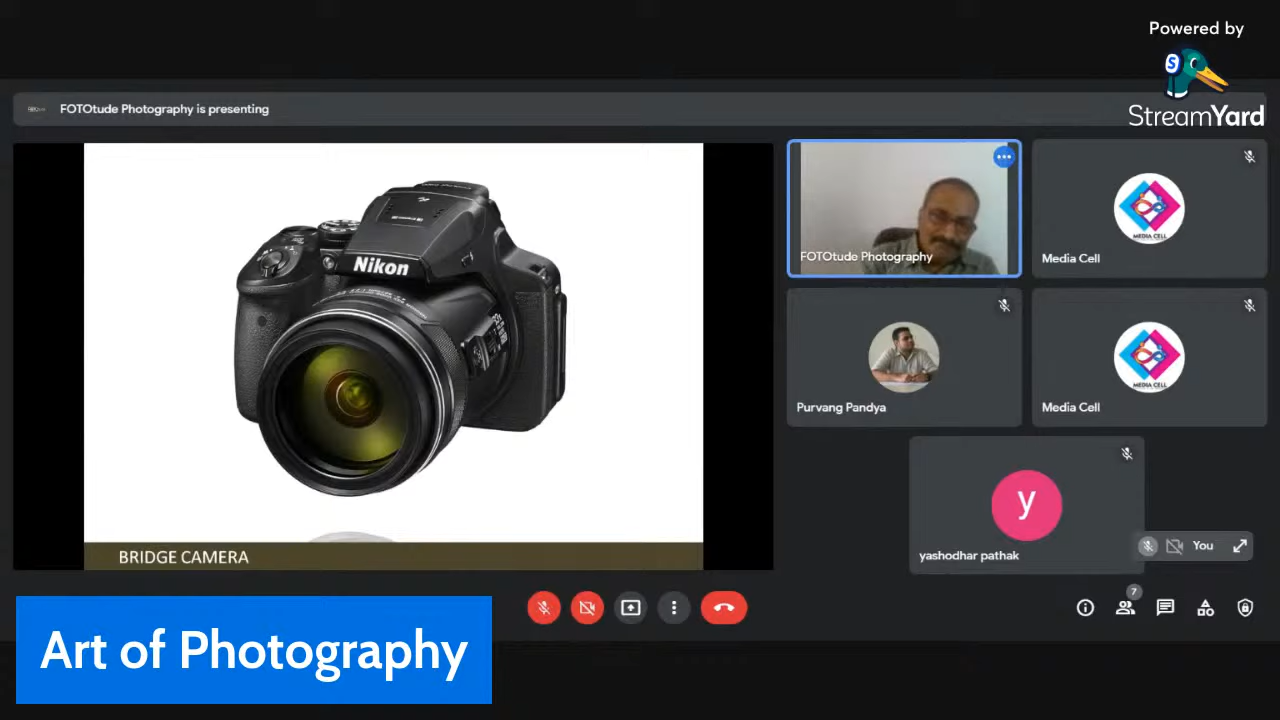 Powered by
StreamYard
FOTOtude Photography is presenting
Nikon
BRIDGE CAMERA
FOTOtude Photography
MEDIA CELL
Media Cell
Purvang Pandya
MEDIA CELL
Media Cell
y
yashodhar pathak
You
7
Art of Photography